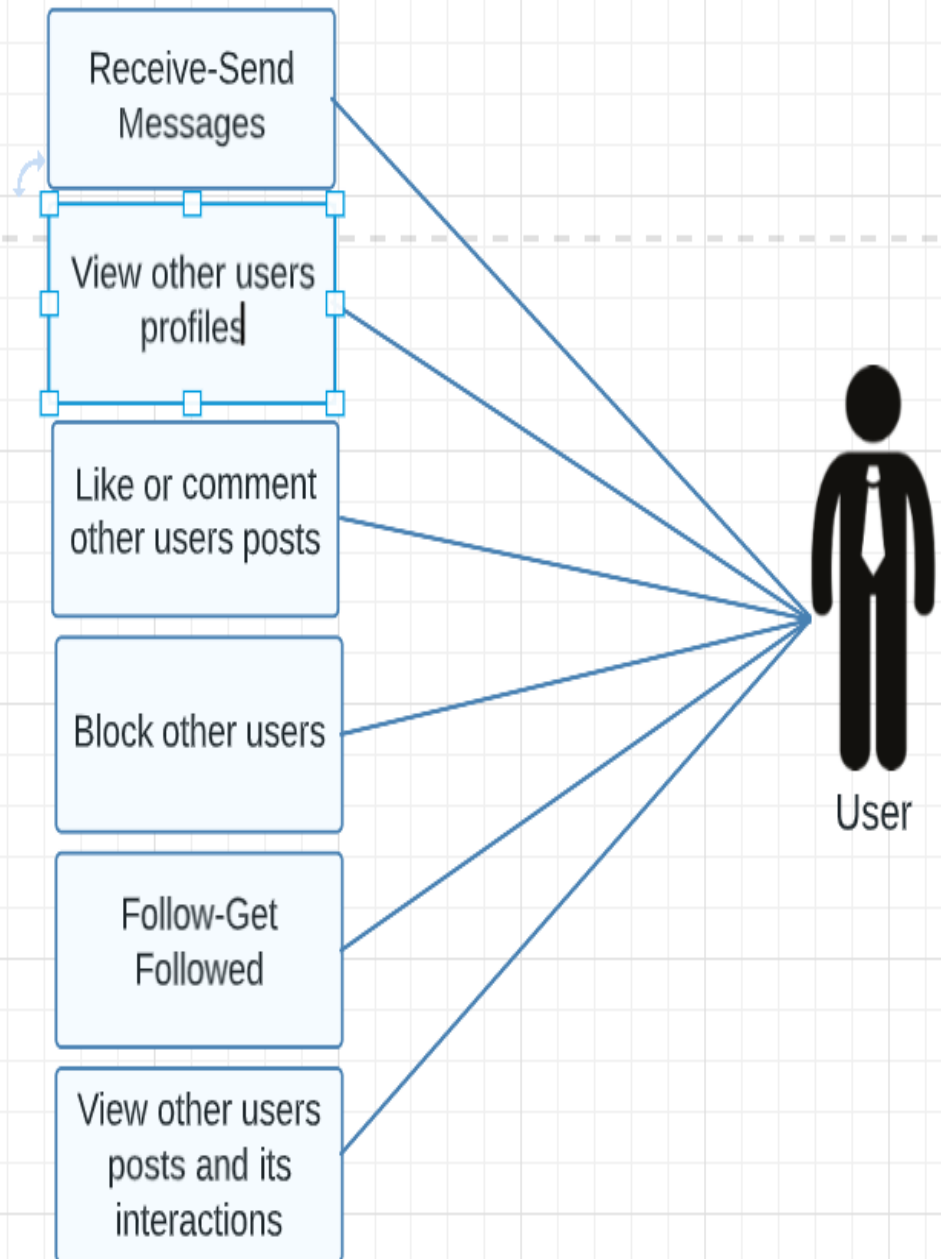 Receive-Send
Messages
View other users
profiles
Like or comment
other users posts
Block other users
User
Follow-Get
Followed
View other users
posts and its
interactions